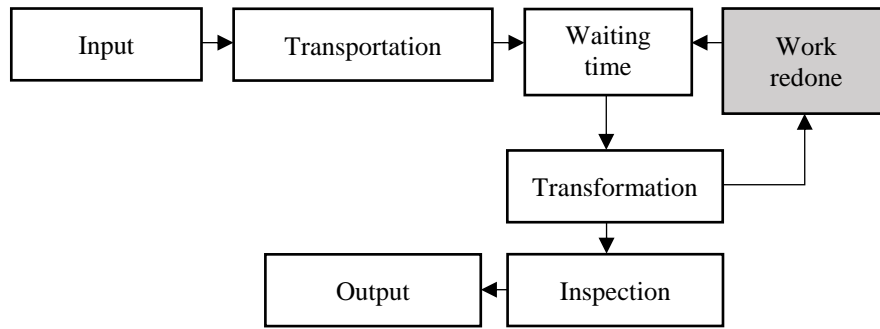 Input
Transportation
Waiting
time
Work
redone
Transformation
Output
Inspection